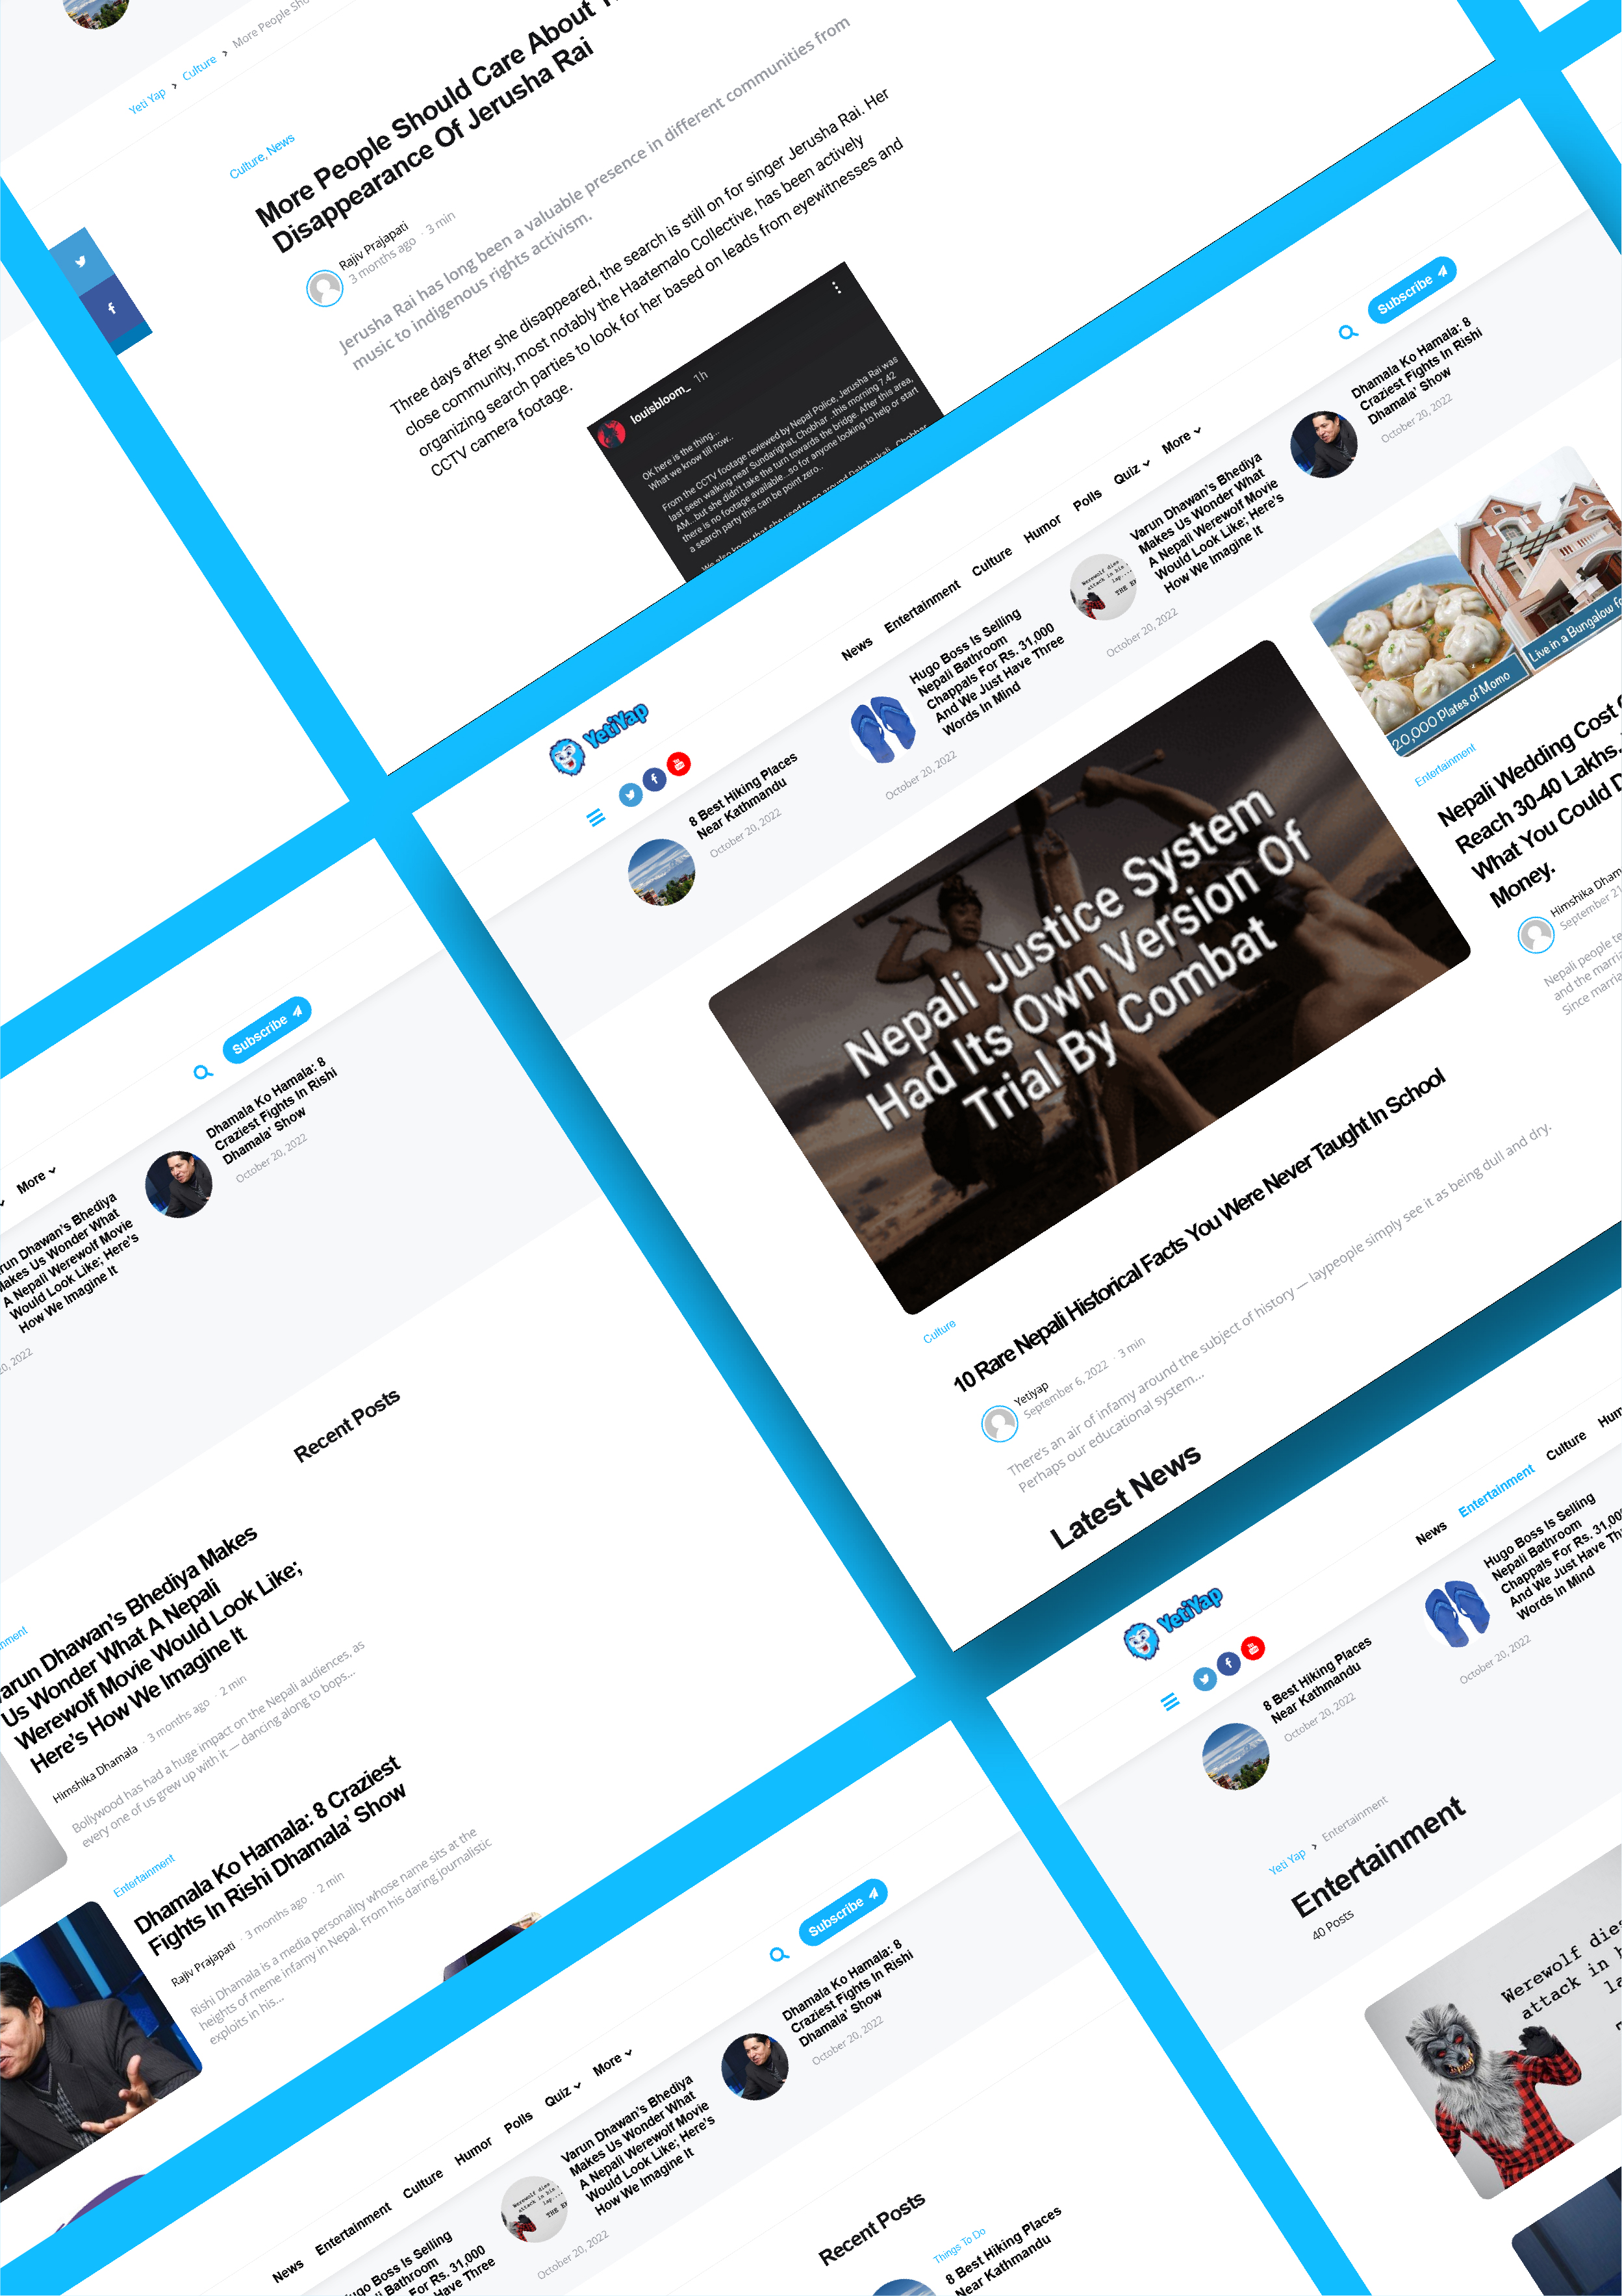 Yeti Yap > Culture > More People
Culture, News
More People Should Care About
Disappearance Of Jerusha Rai
Rajiv Prajapati
3 months ago · 3 min
Jerusha Rai has long been a valuable presence in different communities from
music to indigenous rights activism.
Three days after she disappeared, the search is still on for singer Jerusha Rai. Her
close community, most notably the Haatemalo Collective, has been actively
organizing search parties to look for her based on leads from eyewitnesses and
CCTV camera footage.
louisbloom_ 1h
OK here is the thing...
What we know till now..
From the CCTV footage reviewed by Nepal Police, Jerusha Rai was
last seen walking near Sundarighat, Chobhar ..this morning 7.42
AM...but she didn't take the turn towards the bridge. After this area,
there is no footage available...so for anyone looking to help or start
a search party this can be point zero..
YetiYap
News
Entertainment
Culture
Humor
Polls
Quiz
More
Subscribe
8 Best Hiking Places
Near Kathmandu
October 20, 2022
Hugo Boss Is Selling
Nepali Bathroom
Chappals For Rs. 31,000
And We Just Have Three
Words In Mind
October 20, 2022
Werewolf dies
attack in his
lap....
Varun Dhawan's Bhediya
Makes Us Wonder What
A Nepali Werewolf Movie
Would Look Like; Here's
How We Imagine It
October 20, 2022
Dhamala Ko Hamala: 8
Craziest Fights In Rishi
Dhamala' Show
October 20, 2022
Nepali Justice System
Had Its Own Version Of
Trial By Combat
Culture
10 Rare Nepali Historical Facts You Were Never Taught In School
Yetiyap
September 6, 2022 · 3 min
There's an air of infamy around the subject of history — laypeople simply see it as being dull and dry.
Perhaps our educational system...
Latest News
20,000 Plates of Momo
Live in a Bungalow
Entertainment
Nepali Wedding Cost
Reach 30-40 Lakhs.
What You Could
Money.
Himshika
September
Nepali people
and the
Since
More
Subscribe
Dhawan's Bhediya
Makes Us Wonder What
A Nepali Werewolf Movie
Would Look Like; Here's
How We Imagine It
2022
Dhamala Ko Hamala: 8
Craziest Fights In Rishi
Dhamala' Show
October 20, 2022
Recent Posts
Varun Dhawan's Bhediya Makes
Us Wonder What A Nepali
Werewolf Movie Would Look Like;
Here's How We Imagine It
Himshika Dhamala · 3 months ago · 2 min
Bollywood has had a huge impact on the Nepali audiences, as
every one of us grew up with it — dancing along to bops...
Entertainment
Dhamala Ko Hamala: 8 Craziest
Fights In Rishi Dhamala' Show
Rajiv Prajapati · 3 months ago · 2 min
Rishi Dhamala is a media personality whose name sits at the
heights of meme infamy in Nepal. From his daring journalistic
exploits in his...
YetiYap
News
Entertainment
Culture
8 Best Hiking Places
Near Kathmandu
October 20, 2022
Hugo Boss Is Selling
Nepali Bathroom
Chappals For Rs. 31,000
And We Just Have
Words In Mind
October 20, 2022
Yeti Yap > Entertainment
Entertainment
40 Posts
Werewolf dies
attack in
News
Entertainment
Culture
Humor
Polls
Quiz
More
Subscribe
Hugo Boss Is Selling
Bathroom
For Rs. 31,000
Have Three
Werewolf dies
attack in his
lap....
Varun Dhawan's Bhediya
Makes Us Wonder What
A Nepali Werewolf Movie
Would Look Like; Here's
How We Imagine It
October 20, 2022
Dhamala Ko Hamala: 8
Craziest Fights In Rishi
Dhamala' Show
October 20, 2022
Recent Posts
Things To Do
8 Best Hiking Places
Near Kathmandu